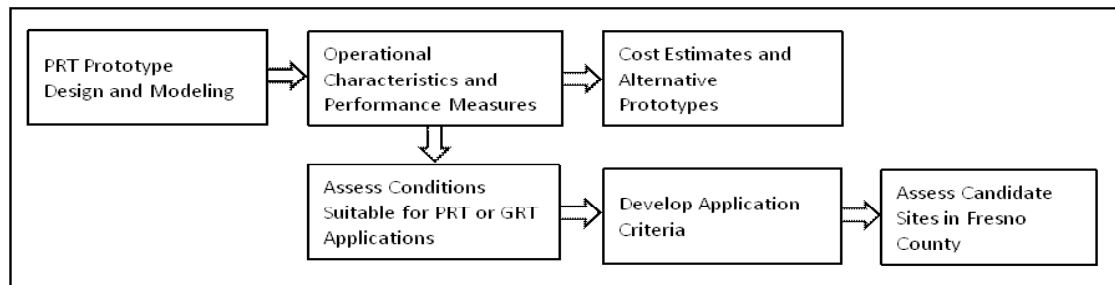 PRT Prototype
Design and Modeling
Operational
Characteristics and
Performance Measures
Cost Estimates and
Alternative
Prototypes
Assess Conditions
Suitable for PRT or GRT
Applications
Develop Application
Criteria
Assess Candidate
Sites in Fresno
County